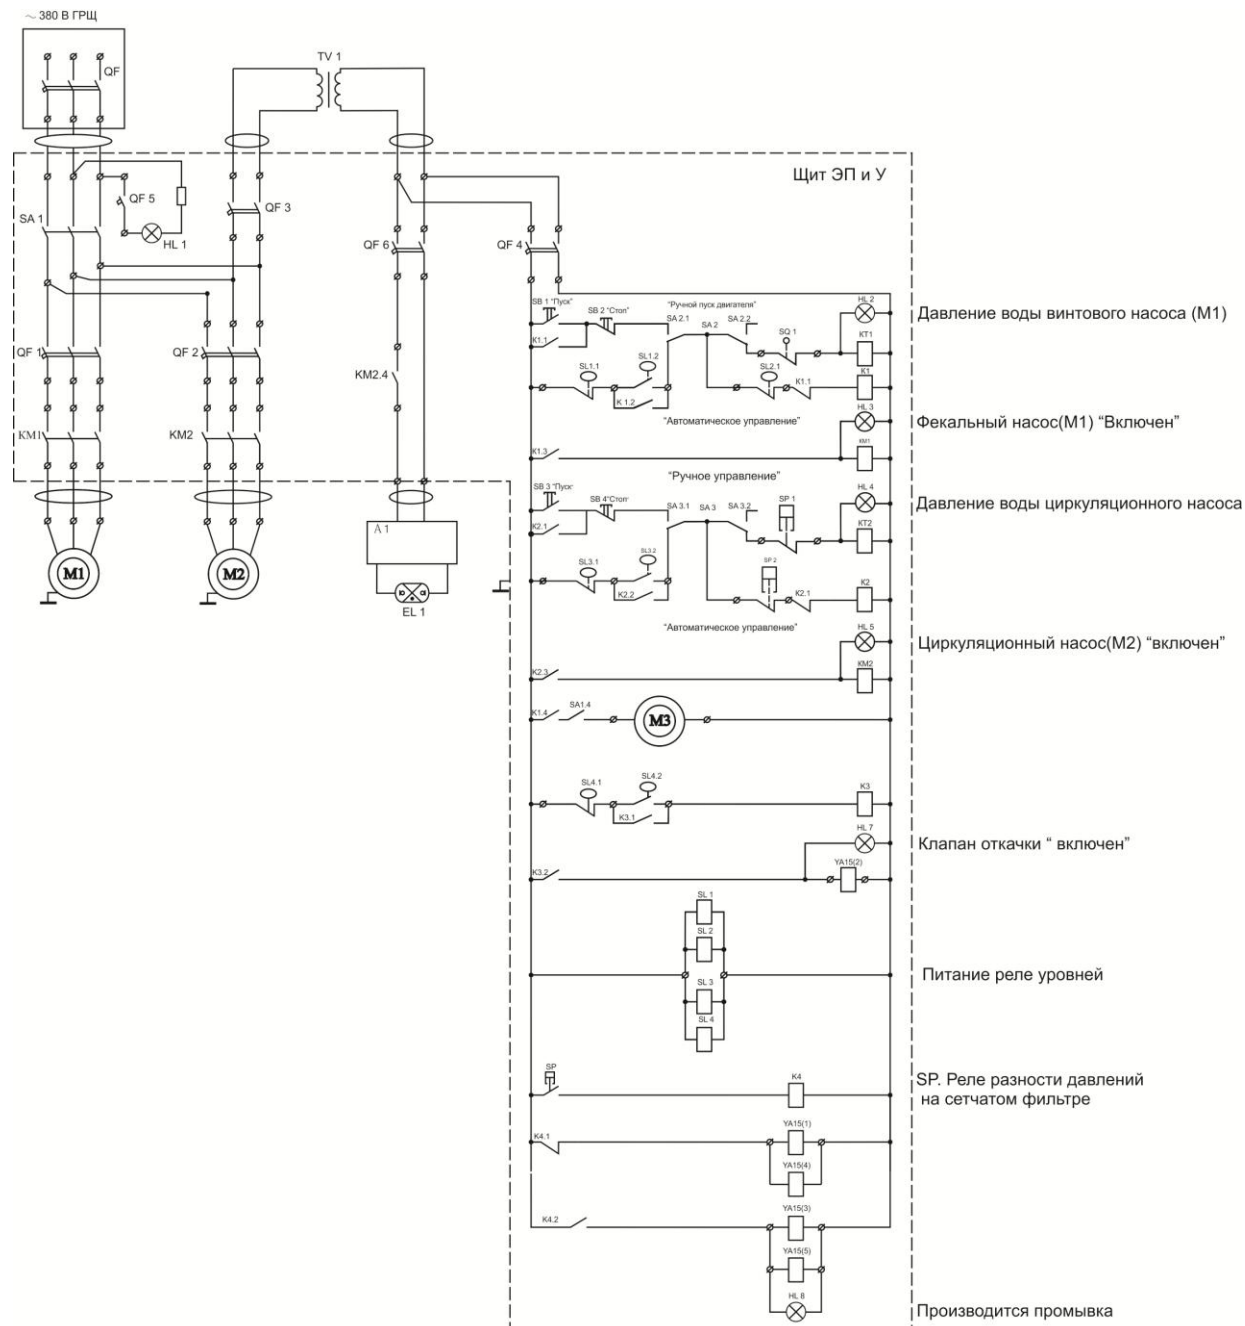 ~ 380 В ГРЩ
QF
TV 1
Щит ЭП и У
QF 5
QF 3
SA 1
HL 1
QF 6
QF 4
HL 2
SB 1 "Пуск"
SB 2 "Стоп"
"Ручной пуск двигателя"
SA 2.1
SA 2
SA 2.2
SQ 1
KT1
Давление воды винтового насоса (М1)
K1.1
QF 1
QF 2
SL1.1
SL1.2
SL2.1
K1.1
K1
KM2.4
K 1.2
HL 3
"Автоматическое управление"
Фекальный насос(М1) “Включен”
KM1
KM2
K1.3
KM1
“Ручное управление”
SB 3 "Пуск"
SB 4"Стоп"
SA 3.1
SA 3
SA3.2
SP 1
HL 4
Давление воды циркуляционного насоса
A 1
K2.1
KT2
SL3.1
SL3.2
SP 2
M1
M2
K2.2
K2.1
K2
EL 1
"Автоматическое управление"
HL 5
Циркуляционный насос(М2) “включен”
K2.3
KM2
K1.4
SA1.4
M3
SL4.1
SL4.2
K3
K3.1
HL 7
Клапан откачки “ включен”
K3.2
YA15(2)
SL 1
SL 2
Питание реле уровней
SL 3
SL 4
SP
K4
SP. Реле разности давлений
на сетчатом фильтре
K4.1
YA15(1)
YA15(4)
K4.2
YA15(3)
YA15(5)
HL 8
Производится промывка